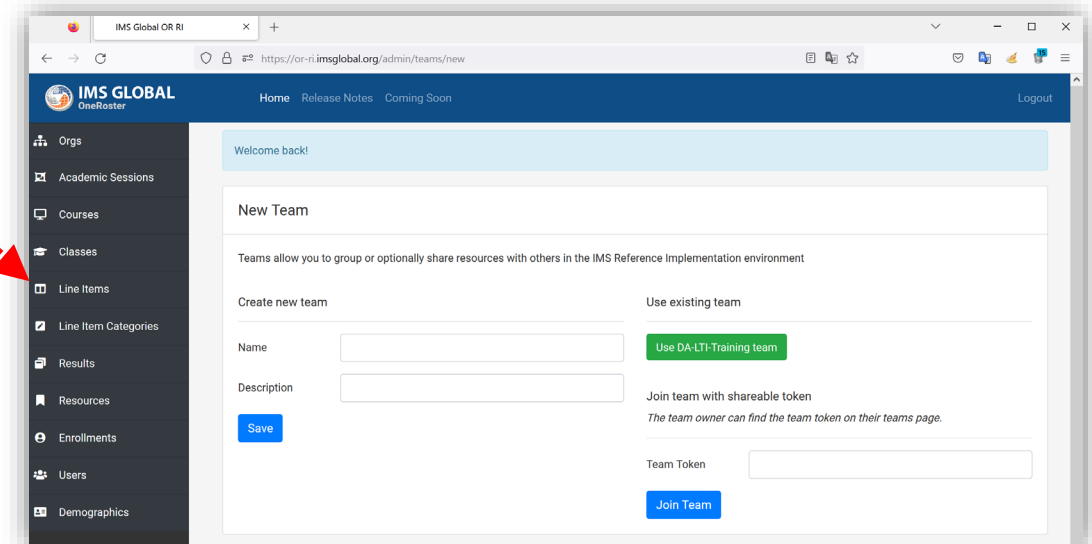 IMS Global OR RI
https://or-ri.imsglobal.org/admin/teams/new
15
IMS GLOBAL
OneRoster
Home Release Notes Coming Soon Logout
Orgs
Academic Sessions
Courses
Classes
Line Items
Line Item Categories
Results
Resources
Enrollments
Users
Demographics
Welcome back!
New Team
Teams allow you to group or optionally share resources with others in the IMS Reference Implementation environment
Create new team
Name
Description
Save
Use existing team
Use DA-LTI-Training team
Join team with shareable token
The team owner can find the team token on their teams page.
Team Token
Join Team